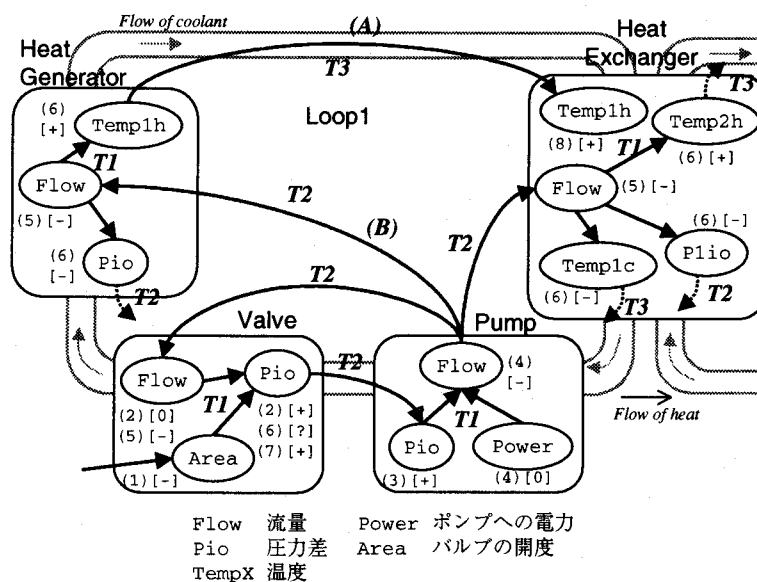 Flow of coolant
(A)
Heat
Exchanger
Heat
Generator
T3
T3
(6)
[+]
Temp1h
Loop1
Temp1h
(8)[+]
Temp2h
T1
(6)[+]
T1
Flow
(5)[-]
T2
(B)
Flow
(5)[-]
(6)
[-]
Pio
T2
T2
T2
(6)[-]
P1io
T2
Temp1c
(6)[-]
T3
Valve
Pump
Flow
(2)[0]
(5)[-]
T1
Pio
(2)[+]
(6)[?]
(7)[+]
T2
Flow
(4)
[-]
T1
Area
(1)[-]
Pio
(3)[+]
Power
(4)[0]
Flow of heat
Flow 流量 Power ポンプへの電力
Pio 圧力差 Area バルブの開度
TempX 温度